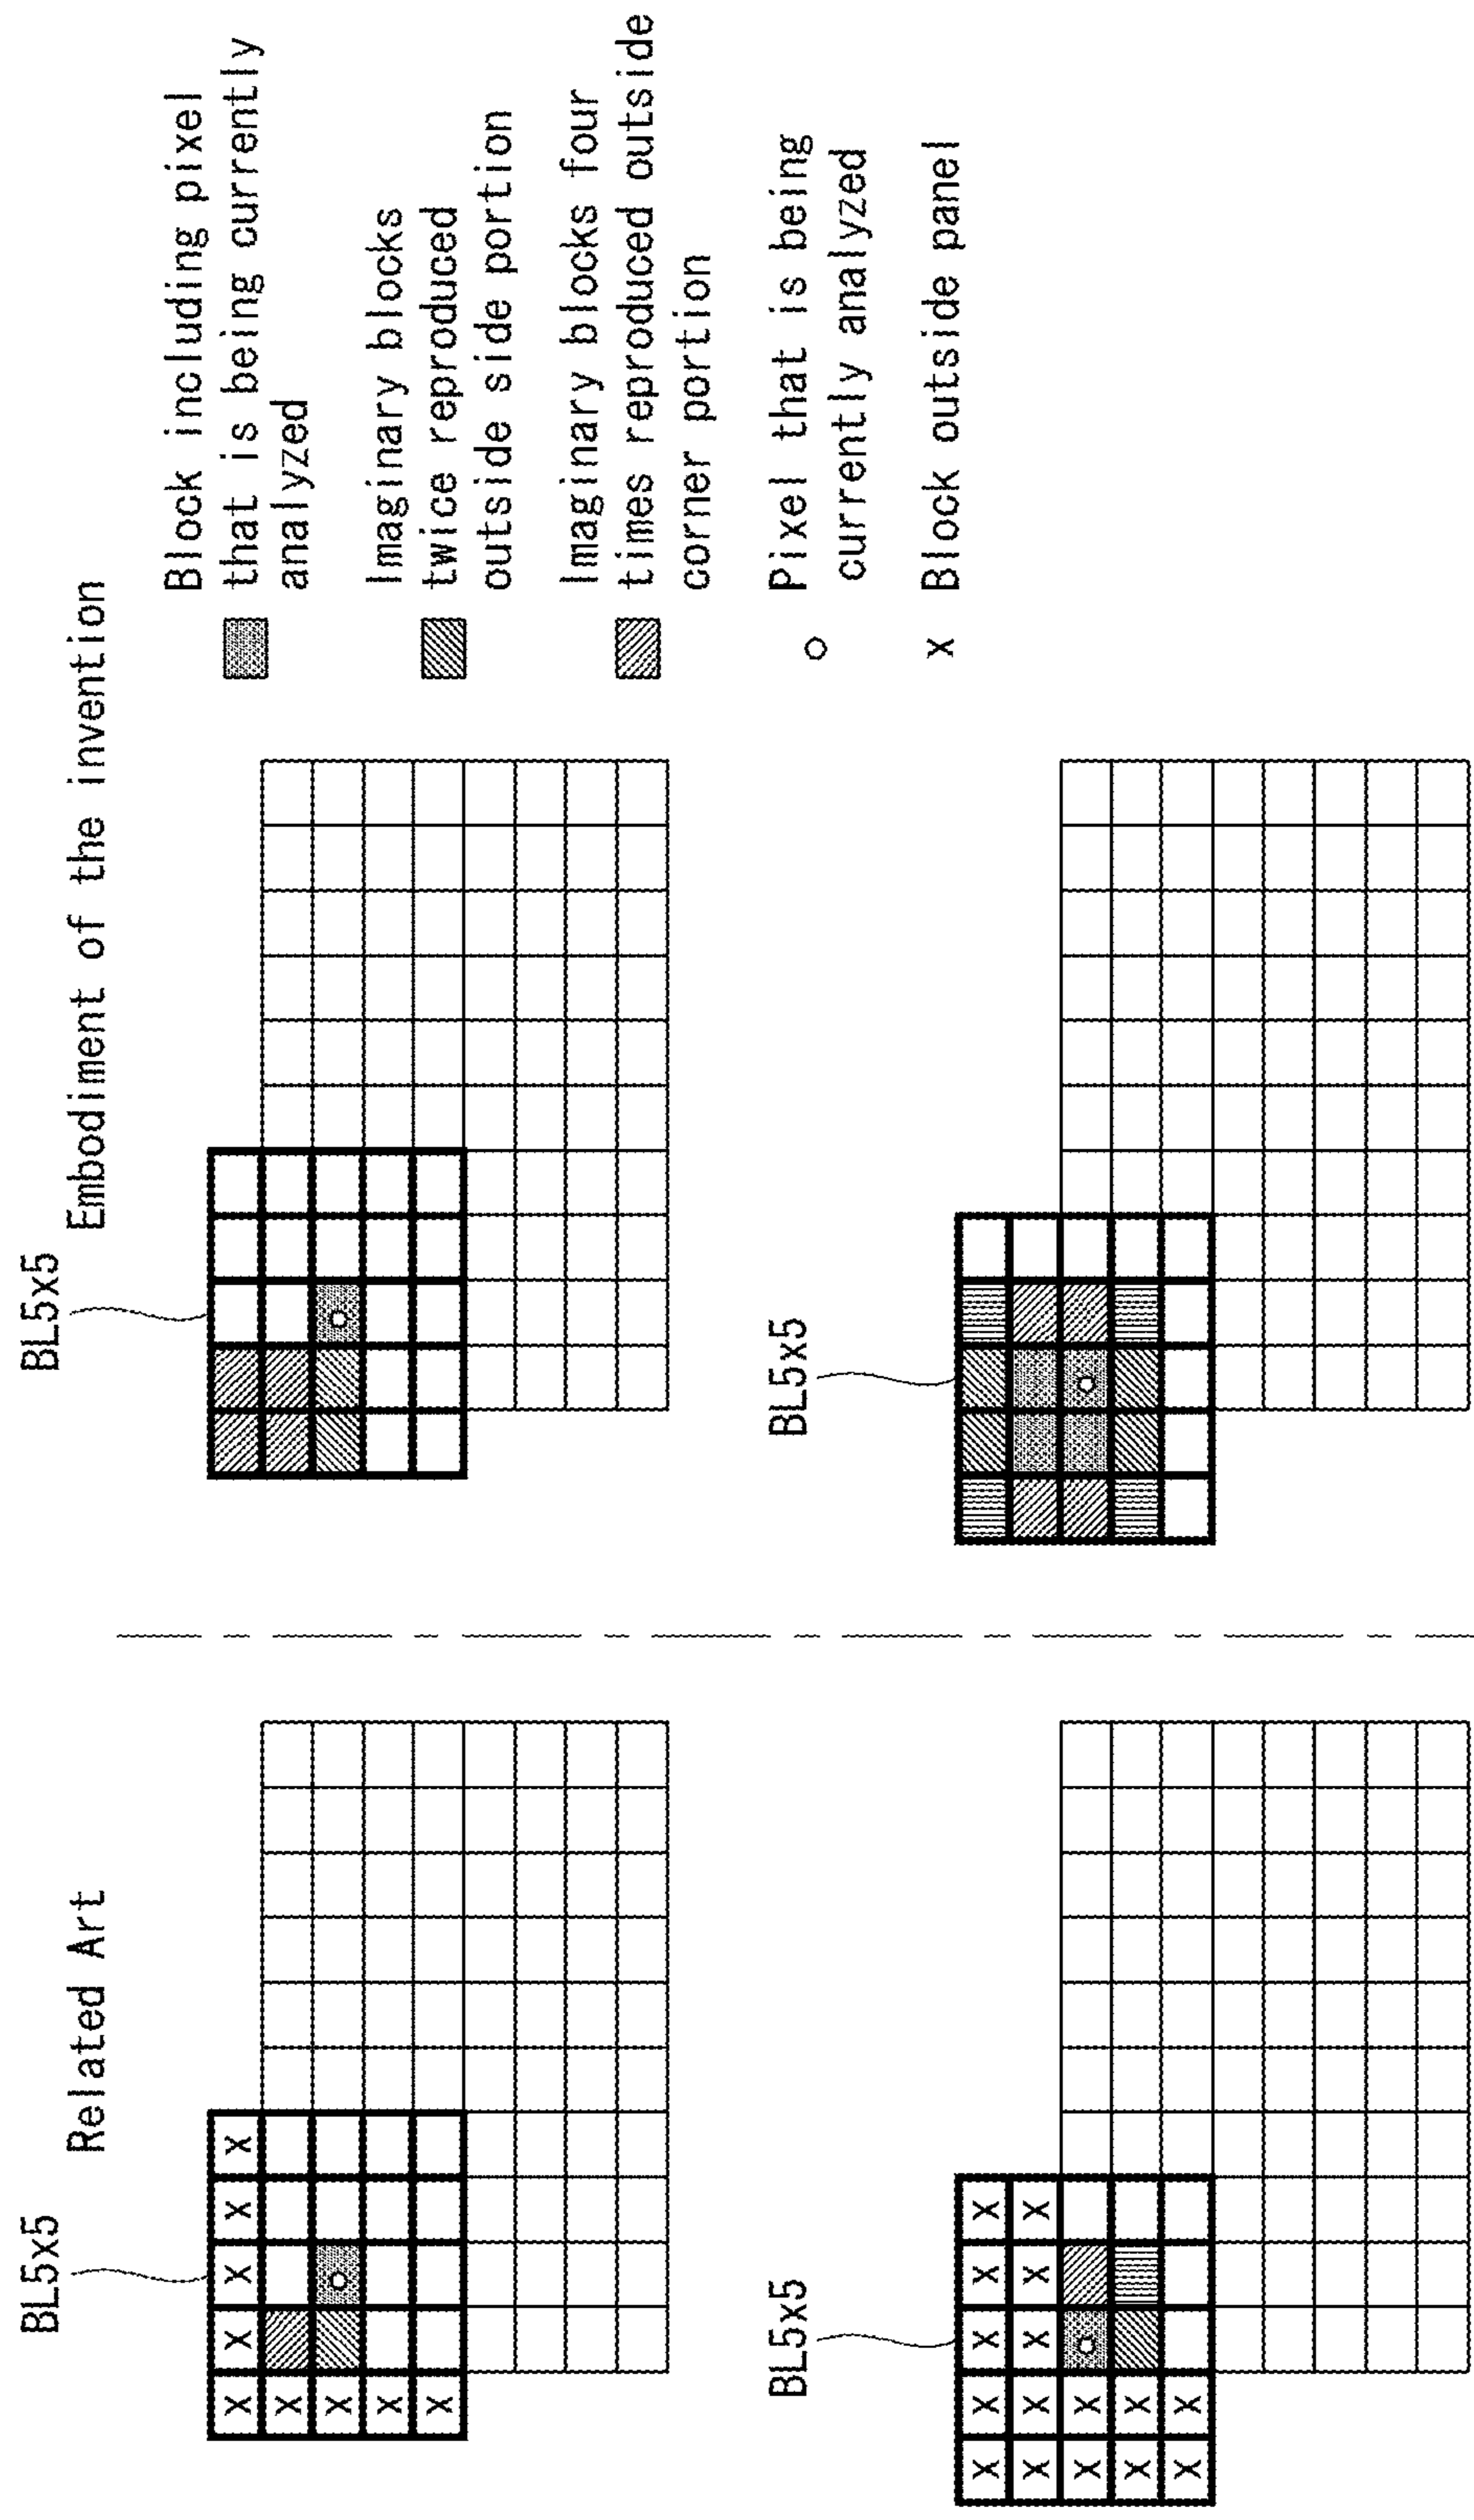 Related Art
BL5x5
X X X X X
X
X O
X
X
BL5x5
X X X X X
X X X X X
X X O
X X
X X
Embodiment of the invention
BL5x5
O
BL5x5
O
Block including pixel
that is being currently
analyzed
Imaginary blocks
twice reproduced
outside side portion
Imaginary blocks four
times reproduced outside
corner portion
O Pixel that is being
currently analyzed
X Block outside panel